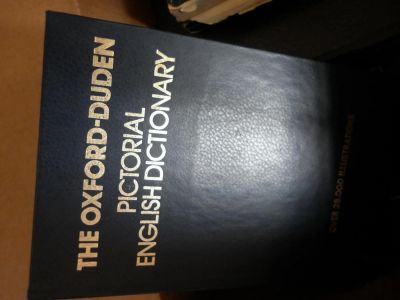 THE OXFORD-DUDEN
PICTORIAL
ENGLISH DICTIONARY
OVER 28,000 ILLUSTRATIONS